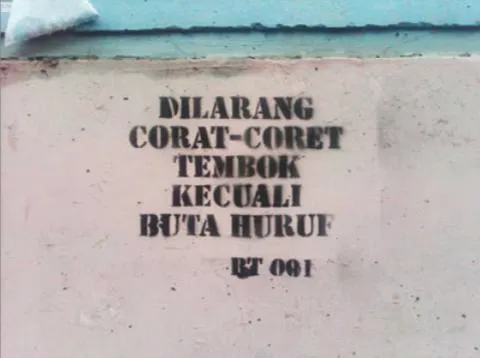 DILARANG
CORAT-CORET
TEMBOK
KECUALI
BUTA HURUF
RT 001